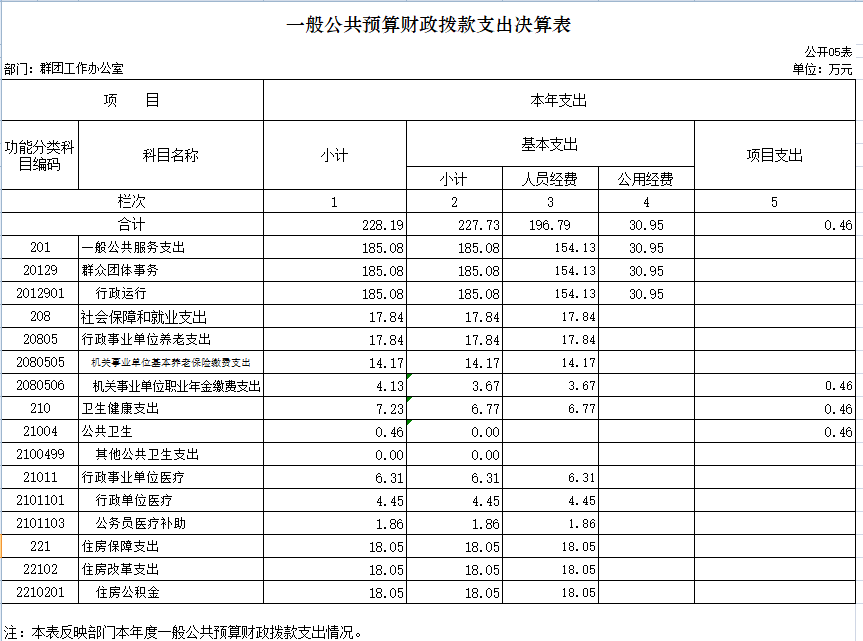 一般公共预算财政拨款支出决算表
公开05表
部门：群团工作办公室 单位：万元
项 目 本年支出
功能分类科目编码 科目名称 小计 基本支出 项目支出
小计 人员经费 公用经费
栏次 1 2 3 4 5
合计 228.19 227.73 196.79 30.95 0.46
201 一般公共服务支出 185.08 185.08 154.13 30.95
20129 群众团体事务 185.08 185.08 154.13 30.95
2012901 行政运行 185.08 185.08 154.13 30.95
208 社会保障和就业支出 17.84 17.84 17.84
20805 行政事业单位养老支出 17.84 17.84 17.84
2080505 机关事业单位基本养老保险缴费支出 14.17 14.17 14.17
2080506 机关事业单位职业年金缴费支出 4.13 3.67 3.67 0.46
210 卫生健康支出 7.23 6.77 6.77 0.46
21004 公共卫生 0.46 0.00 0.46
2100499 其他公共卫生支出 0.00 0.00
21011 行政事业单位医疗 6.31 6.31 6.31
2101101 行政单位医疗 4.45 4.45 4.45
2101103 公务员医疗补助 1.86 1.86 1.86
221 住房保障支出 18.05 18.05 18.05
22102 住房改革支出 18.05 18.05 18.05
2210201 住房公积金 18.05 18.05 18.05
注：本表反映部门本年度一般公共预算财政拨款支出情况。